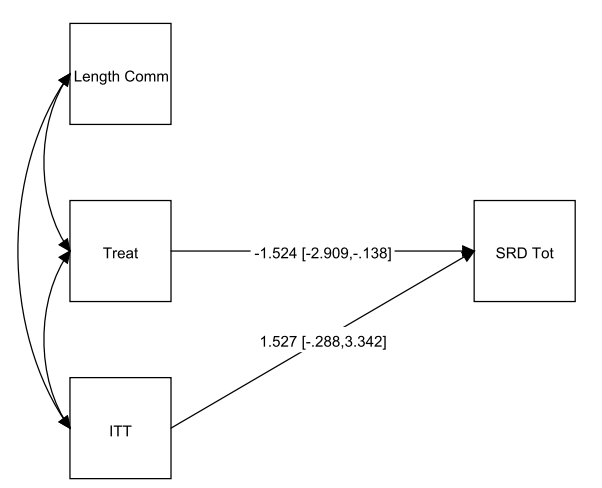 Length Comm
Treat
-1.524 [-2.909,-.138]
SRD Tot
1.527 [-.288,3.342]
ITT